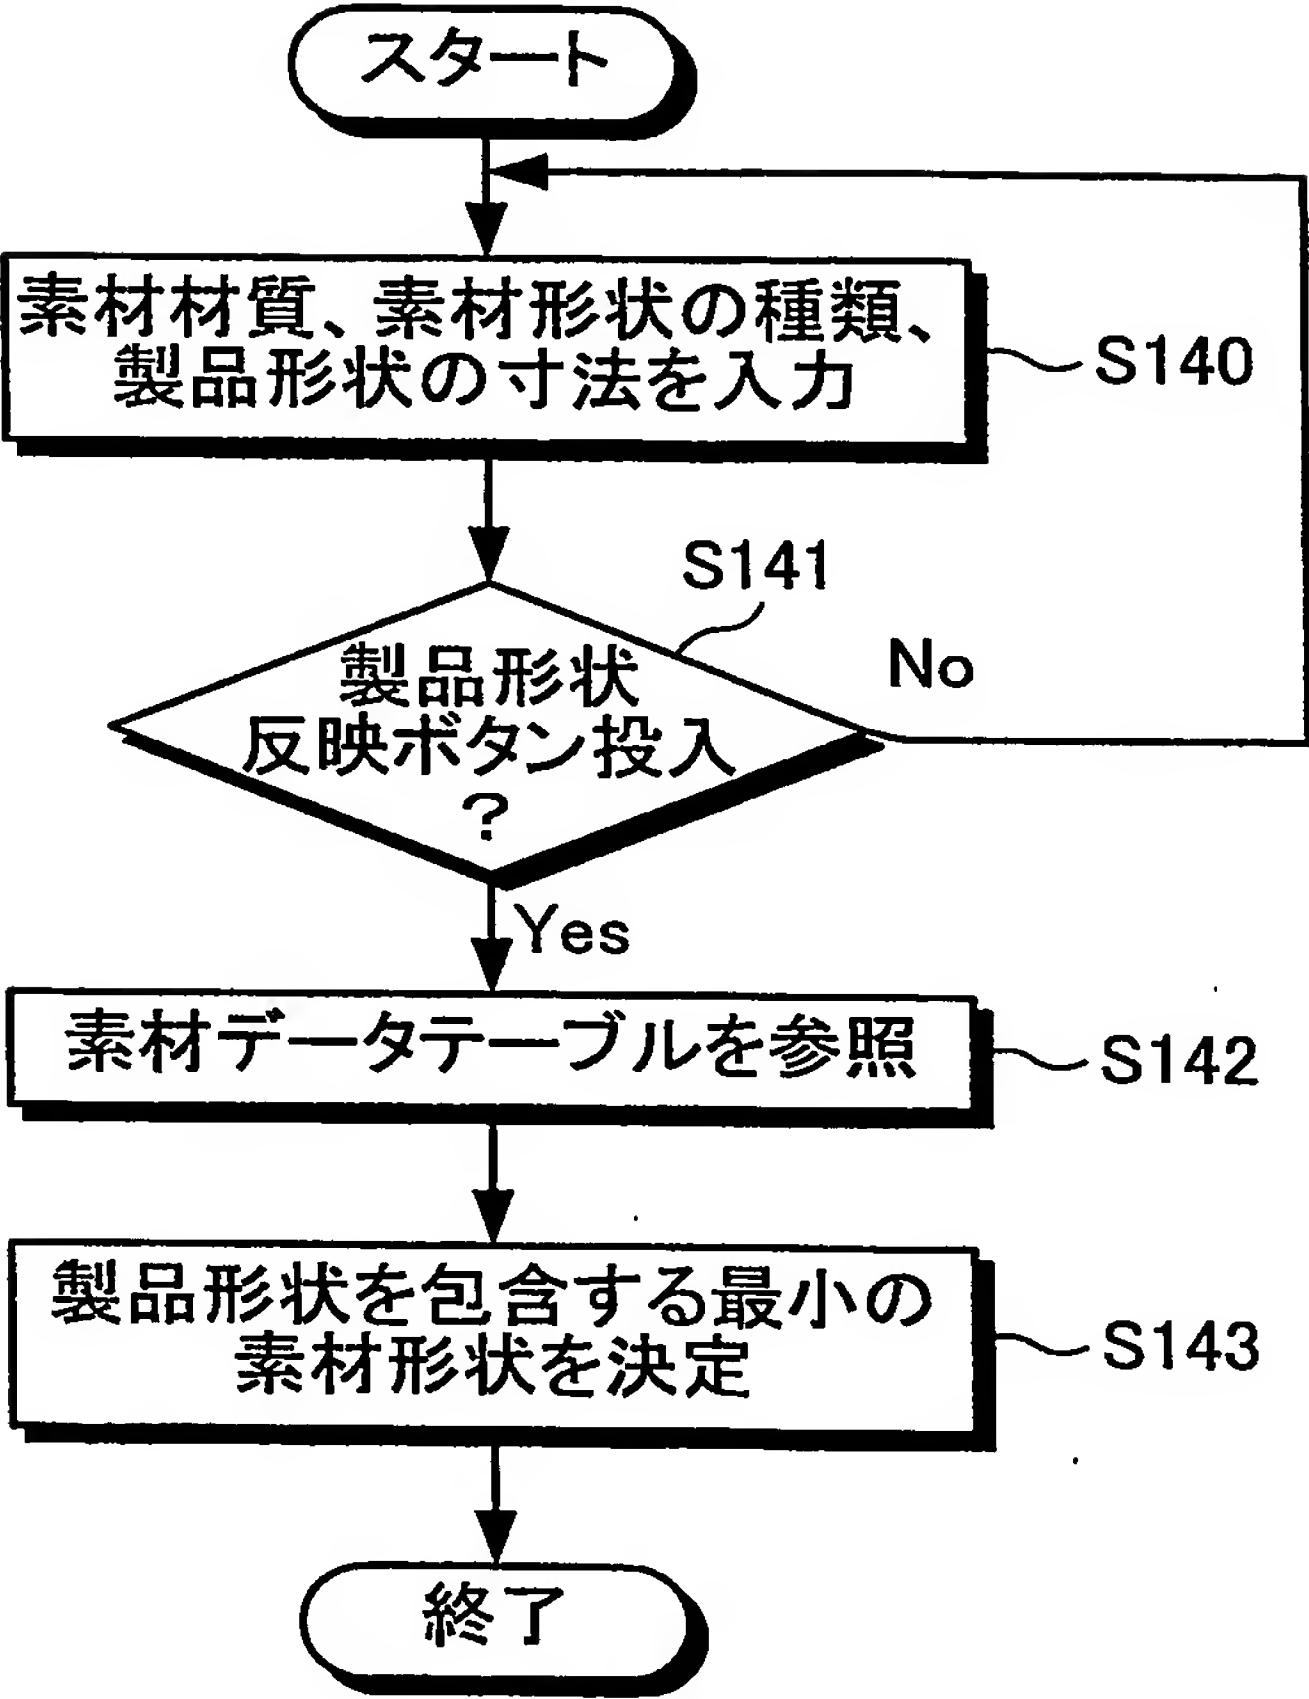 スタート
素材材質、素材形状の種類、
製品形状の寸法を入力
S140
S141
製品形状
反映ボタン投入
?
No
Yes
素材データテーブルを参照
S142
製品形状を包含する最小の
素材形状を決定
S143
終了